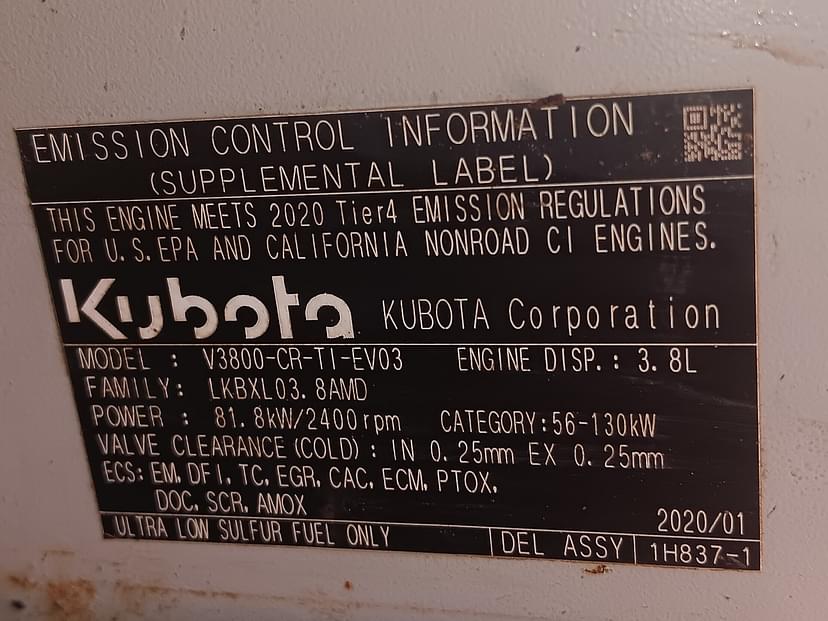 EMISSION CONTROL INFORMATION
(SUPPLEMENTAL LABEL)
THIS ENGINE MEETS 2020 Tier4 EMISSION REGULATIONS
FOR U.S.EPA AND CALIFORNIA NONROAD CI ENGINES.
Kubota KUBOTA Corporation
MODEL : V3800-CR-TI-EV03 ENGINE DISP.: 3.8L
FAMILY: LKBXL03.8AMD
POWER : 81.8kW/2400rpm CATEGORY:56-130kW
VALVE CLEARANCE(COLD): IN 0.25mm EX 0.25mm
ECS: EM, DFI, TC, EGR, CAC, ECM, PTOX,
DOC, SCR, AMOX
2020/01
ULTRA LOW SULFUR FUEL ONLY DEL ASSY 1H837-1